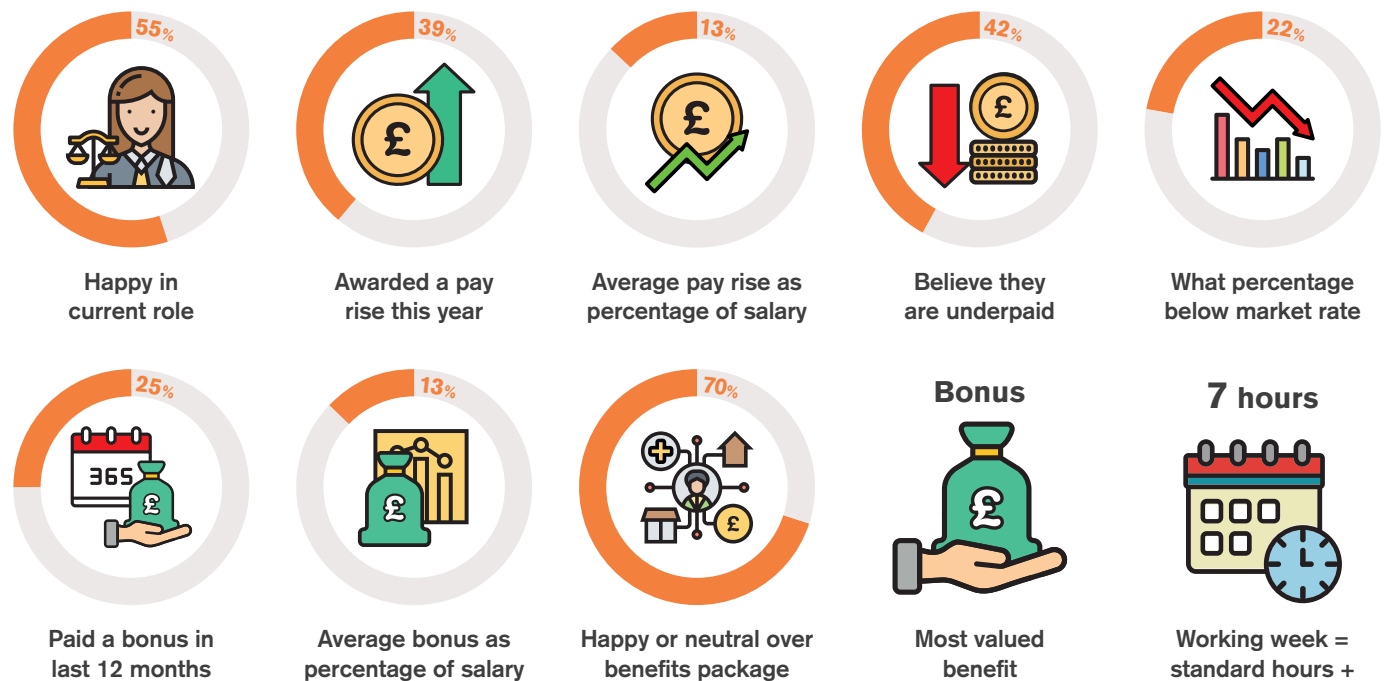 55%
39%
13%
42%
22%
£
£
£
Happy in
current role
Awarded a pay
rise this year
Average pay rise as
percentage of salary
Believe they
are underpaid
What percentage
below market rate
25%
13%
70%
Bonus
7 hours
365
£
£
£
£
Paid a bonus in
last 12 months
Average bonus as
percentage of salary
Happy or neutral over
benefits package
Most valued
benefit
Working week =
standard hours +